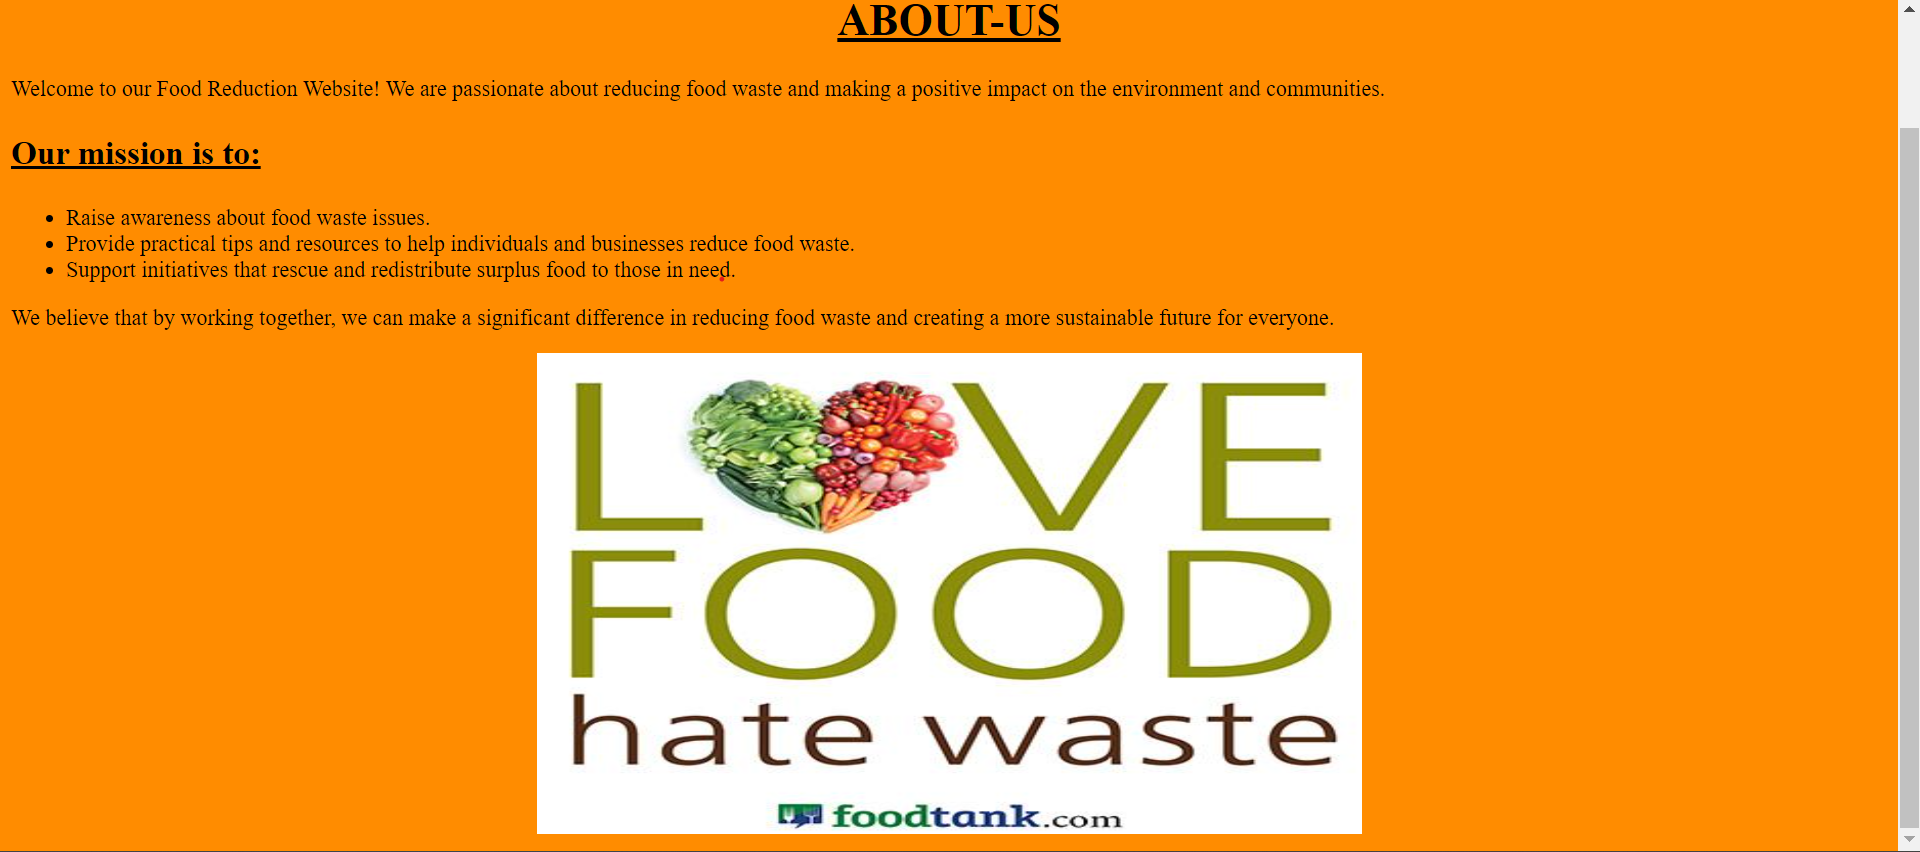 ABOUT-US
Welcome to our Food Reduction Website! We are passionate about reducing food waste and making a positive impact on the environment and communities.
Our mission is to:
• Raise awareness about food waste issues.
• Provide practical tips and resources to help individuals and businesses reduce food waste.
• Support initiatives that rescue and redistribute surplus food to those in need.
We believe that by working together, we can make a significant difference in reducing food waste and creating a more sustainable future for everyone.
LOVE
FOOD
hate waste
foodtank.com